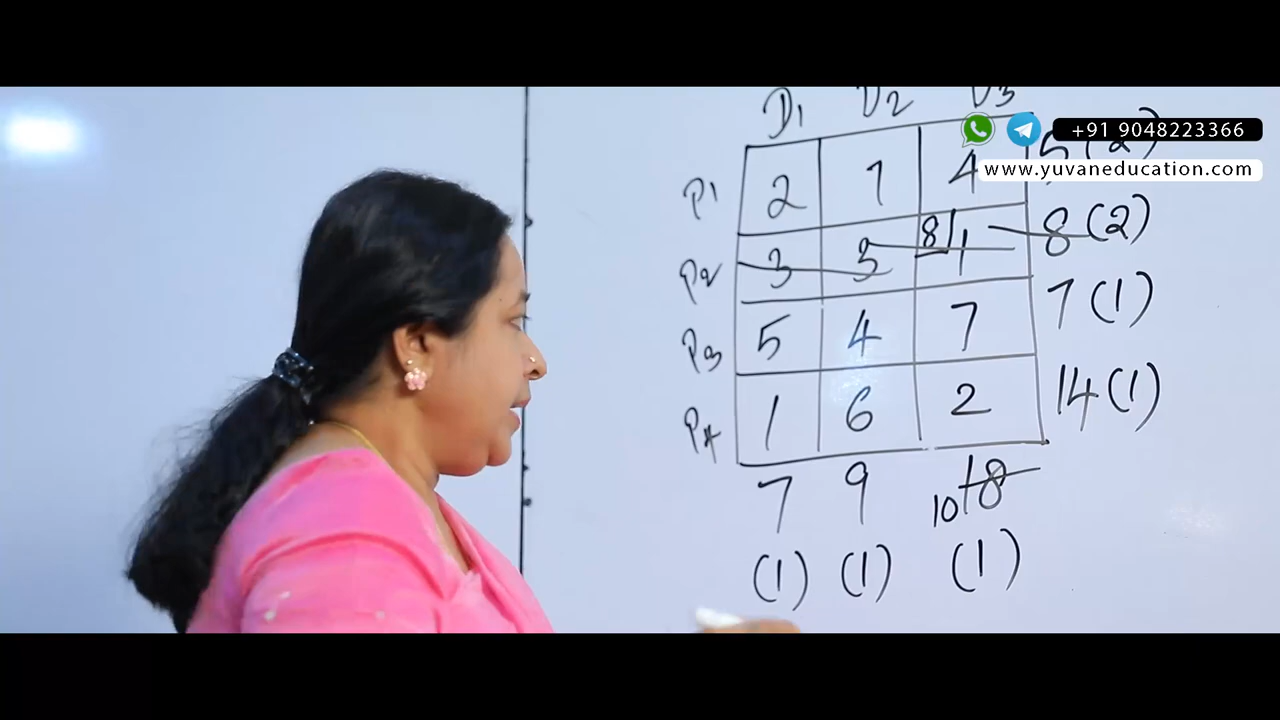 D1 D2 D3
+91 9048223366
www.yuvaneducation.com
P1 2 7 4 5 (2)
P2 3 3 8 1 8 (2)
P3 5 4 7 7 (1)
P4 1 6 2 14 (1)
7 9 10 18
(1) (1) (1)